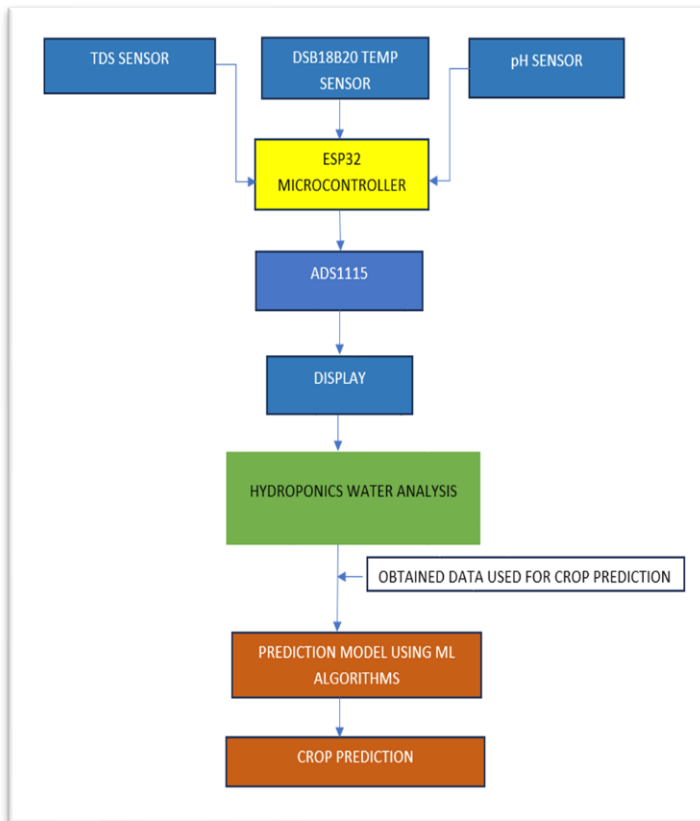 TDS SENSOR
DSB18B20 TEMP
SENSOR
pH SENSOR
ESP32
MICROCONTROLLER
ADS1115
DISPLAY
HYDROPONICS WATER ANALYSIS
OBTAINED DATA USED FOR CROP PREDICTION
PREDICTION MODEL USING ML
ALGORITHMS
CROP PREDICTION